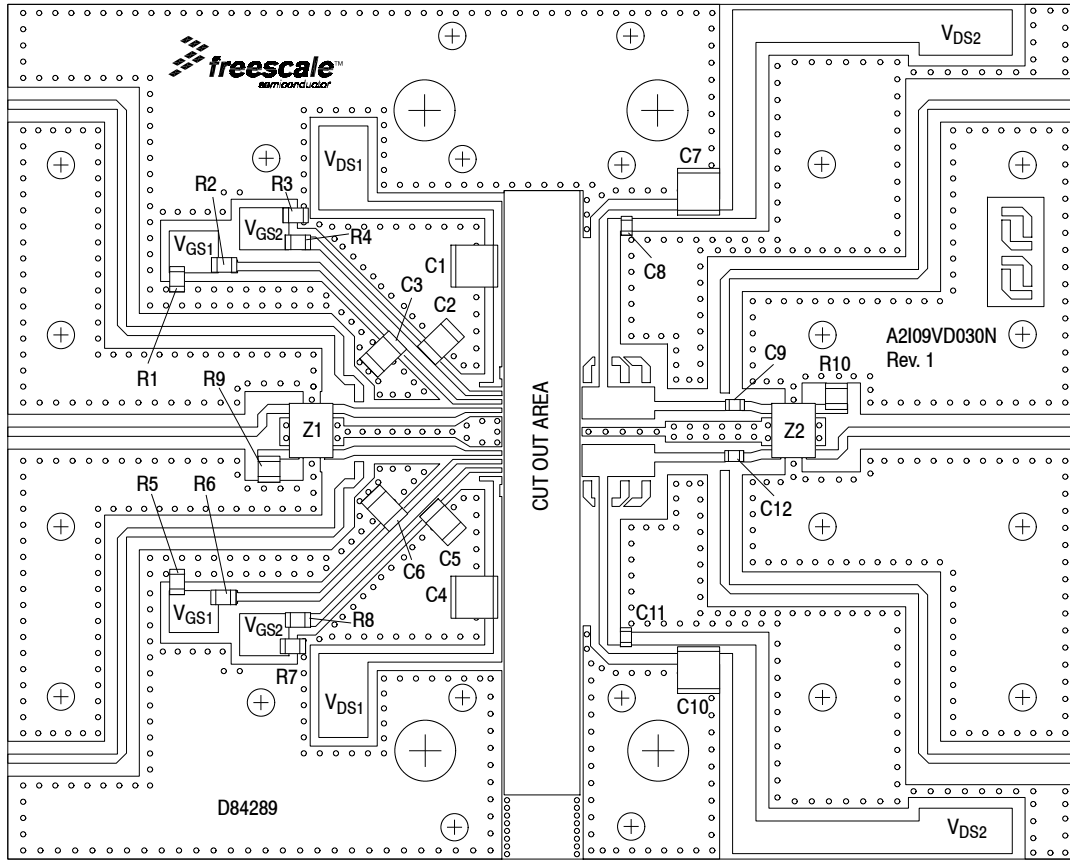 VDS2
freescale™
semiconductor
C7
VDS1
R2
R3
VGS2
R4
VGS1
C1
C8
C3
C2
R1
A2I09VD030N
Rev. 1
C9
R10
R9
Z1
Z2
CUT OUT AREA
R5
R6
C12
C5
C6
C4
VGS1
VGS2
R8
C11
R7
VDS1
C10
D84289
VDS2